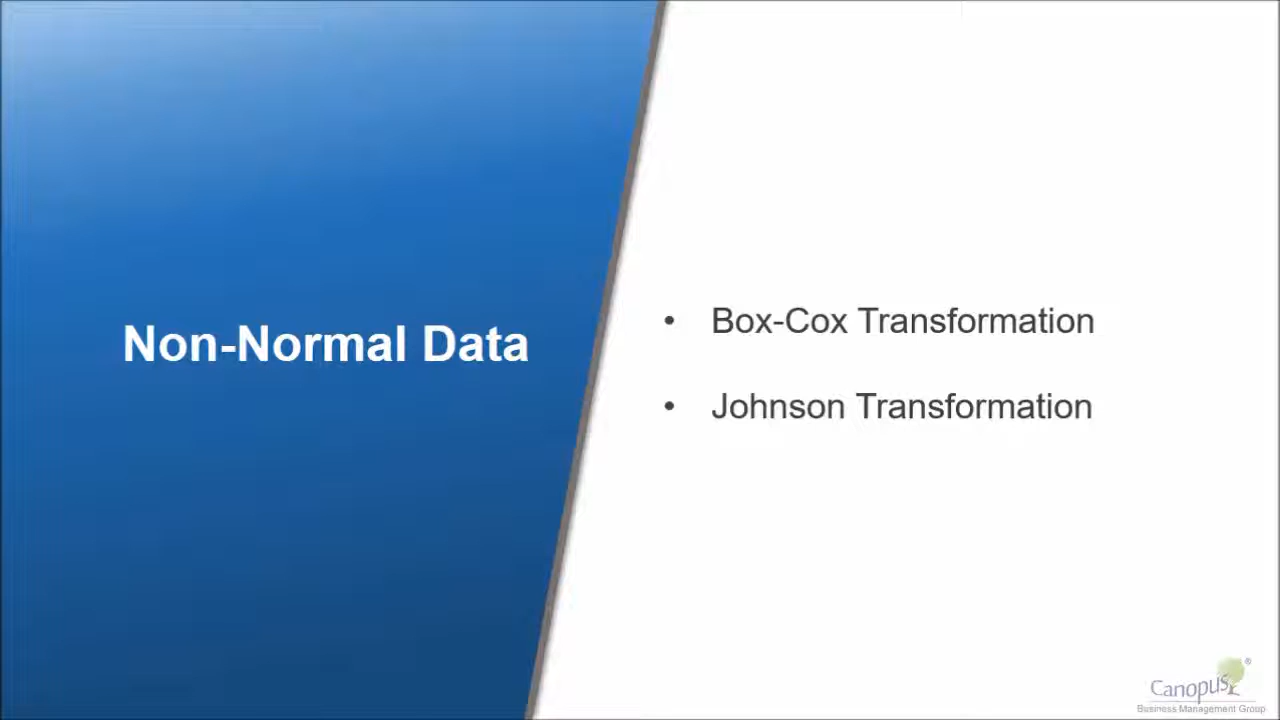 Non-Normal Data
• Box-Cox Transformation
• Johnson Transformation
Canopus®
Business Management Group